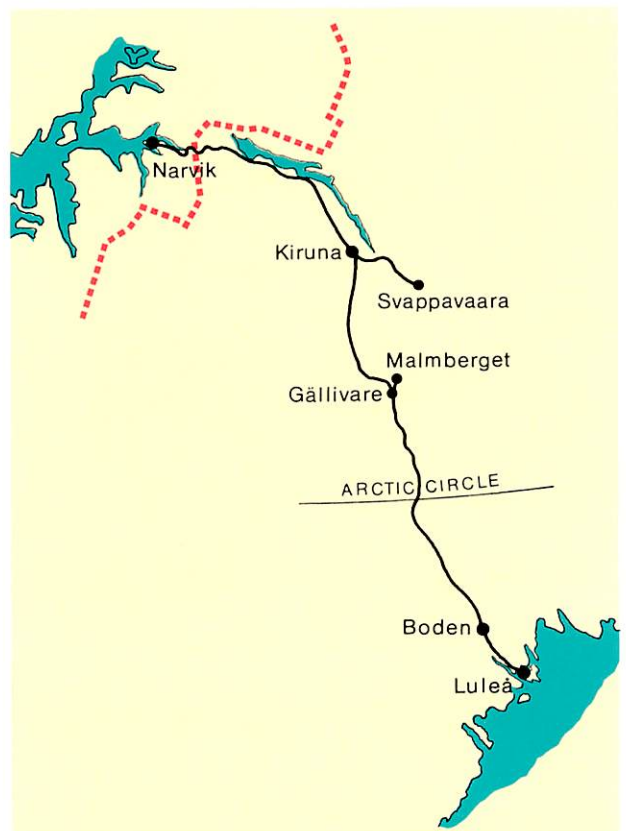 Narvik
Kiruna
Svappavaara
Malmberget
Gällivare
ARCTIC CIRCLE
Boden
Luleå